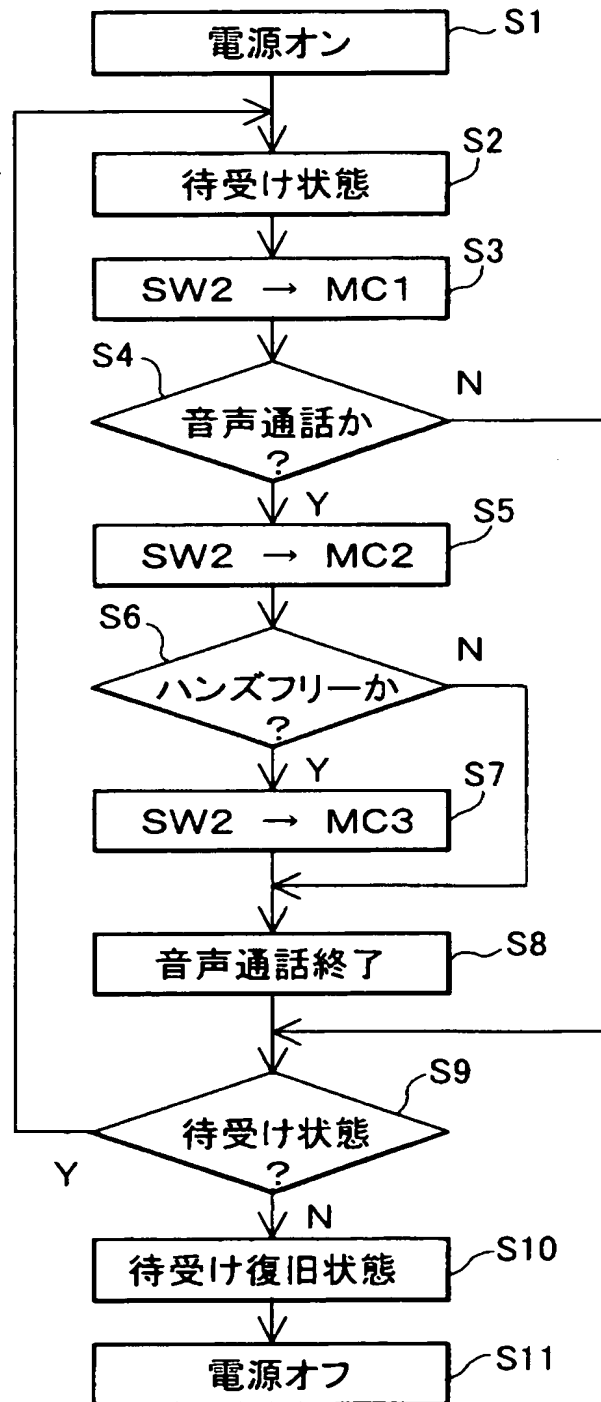 電源オン
S1
待受け状態
S2
SW2 → MC1
S3
S4
音声通話か
?
N
Y
SW2 → MC2
S5
S6
ハンズフリーか
?
N
Y
SW2 → MC3
S7
音声通話終了
S8
待受け状態
?
S9
Y
N
待受け復旧状態
S10
電源オフ
S11